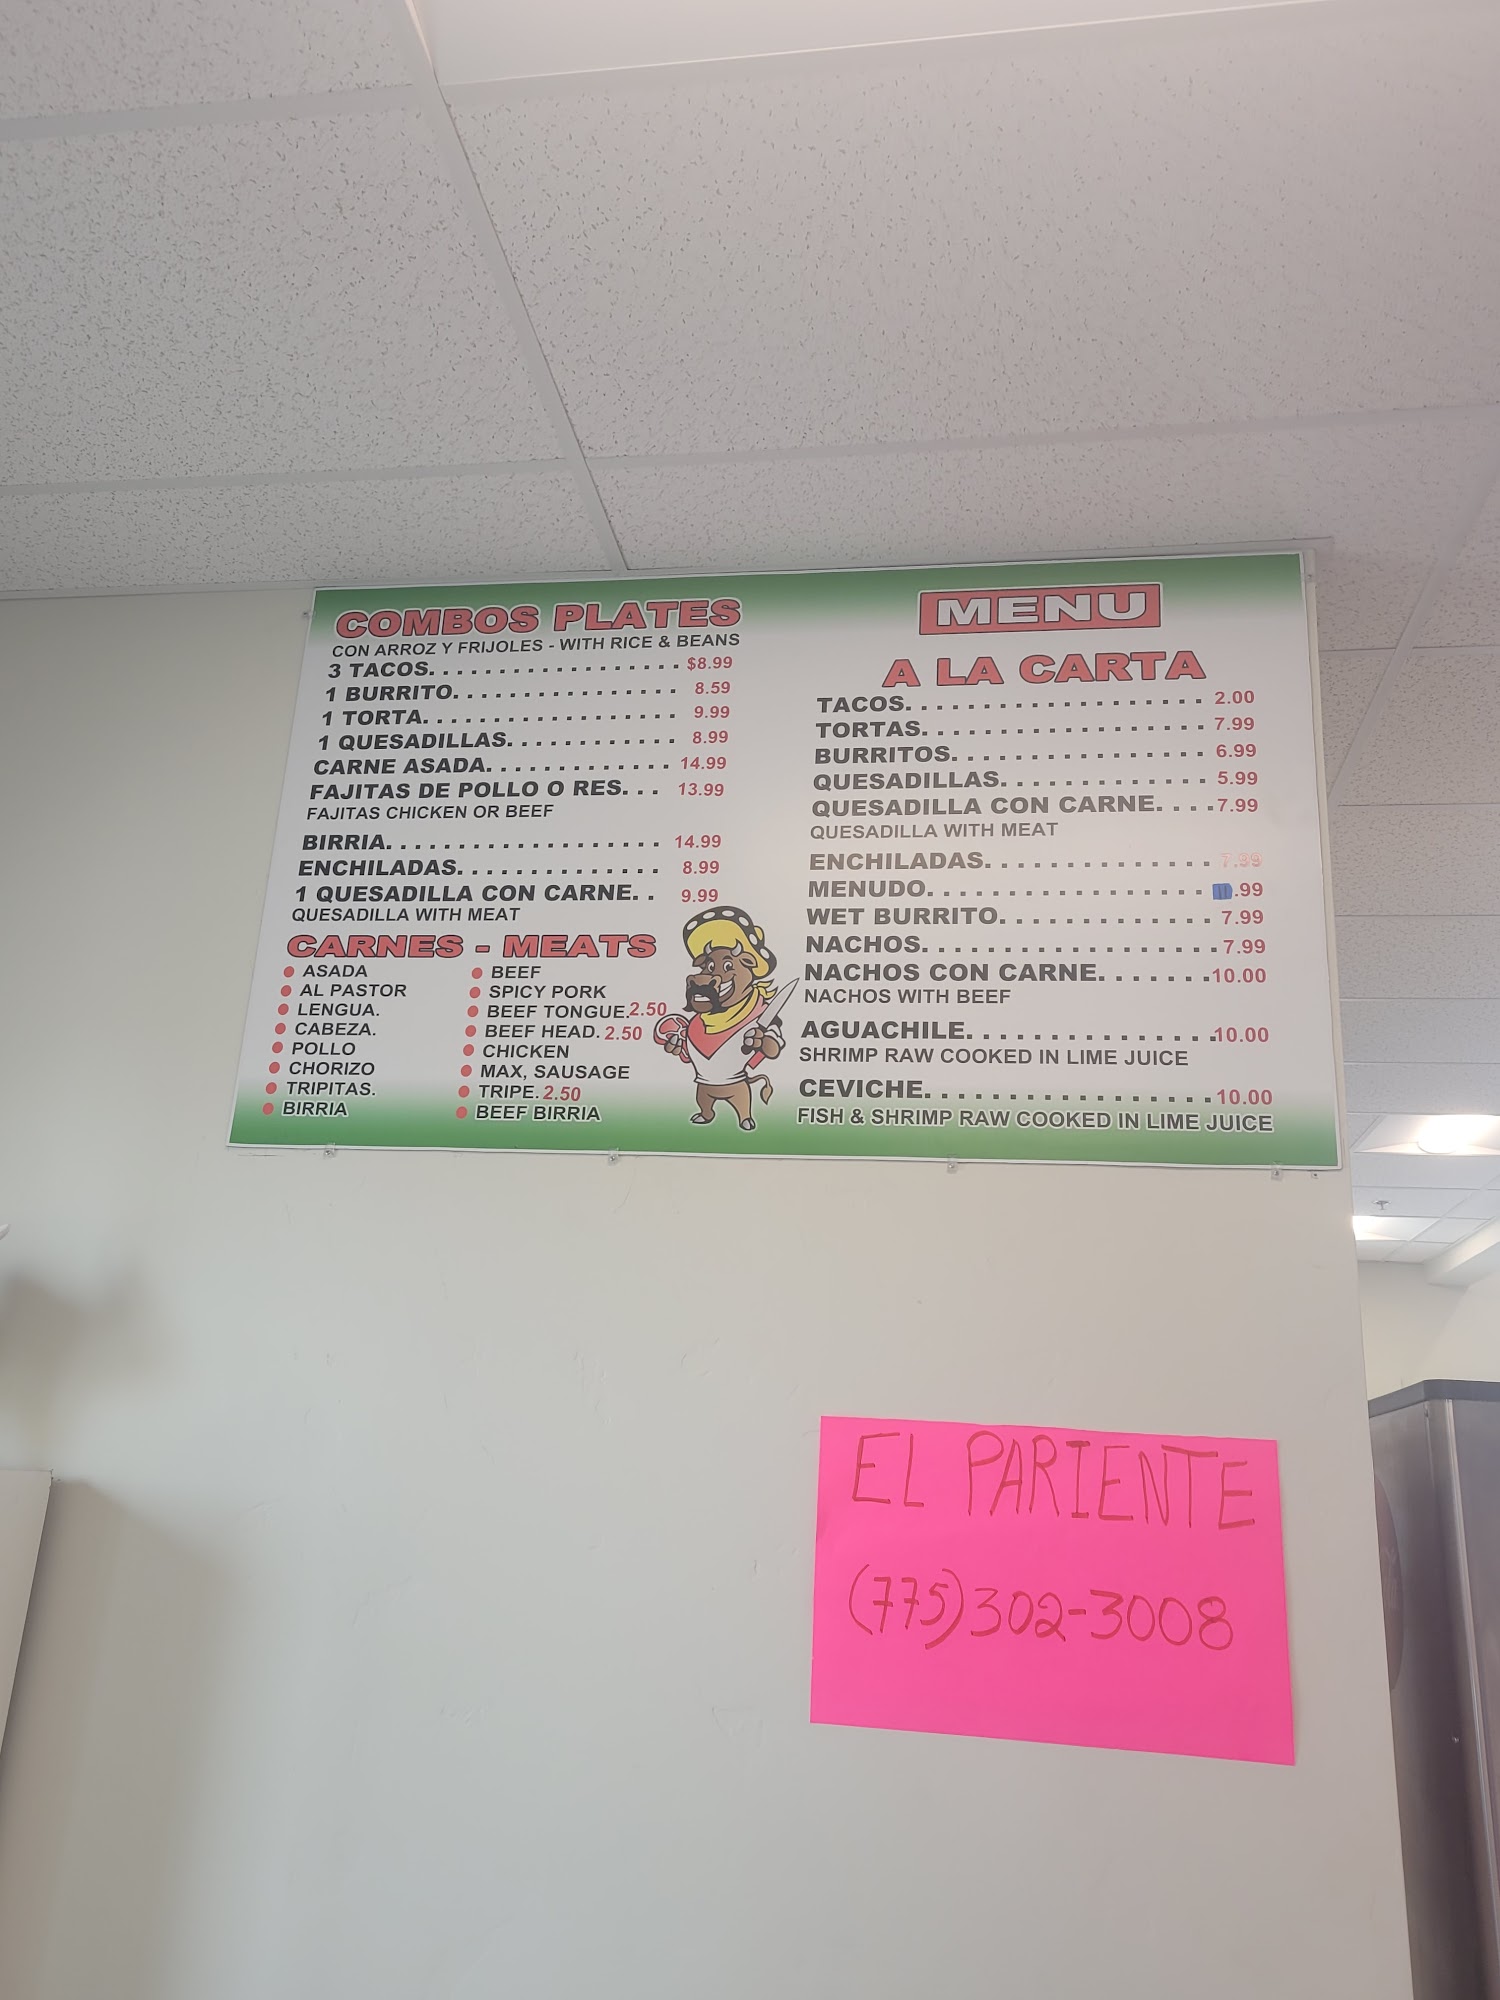 COMBOS PLATES
CON ARROZ Y FRIJOLES - WITH RICE & BEANS
3 TACOS. . . . . . . . . . . . . . . . . . $8.99
1 BURRITO. . . . . . . . . . . . . . . . 8.59
1 TORTA. . . . . . . . . . . . . . . . . . 9.99
1 QUESADILLAS. . . . . . . . . . . . 8.99
CARNE ASADA. . . . . . . . . . . . . 14.99
FAJITAS DE POLLO O RES. . . 13.99
FAJITAS CHICKEN OR BEEF
BIRRIA. . . . . . . . . . . . . . . . . . . 14.99
ENCHILADAS. . . . . . . . . . . . . . 8.99
1 QUESADILLA CON CARNE. . 9.99
QUESADILLA WITH MEAT
CARNES - MEATS
ASADA
AL PASTOR
LENGUA.
CABEZA.
POLLO
CHORIZO
TRIPITAS.
BIRRIA
BEEF
SPICY PORK
BEEF TONGUE.2.50
BEEF HEAD. 2.50
CHICKEN
MAX, SAUSAGE
TRIPE. 2.50
BEEF BIRRIA
MENU
A LA CARTA
TACOS. . . . . . . . . . . . . . . . . . . 2.00
TORTAS. . . . . . . . . . . . . . . . . . 7.99
BURRITOS. . . . . . . . . . . . . . . . 6.99
QUESADILLAS. . . . . . . . . . . . . 5.99
QUESADILLA CON CARNE. . . .7.99
QUESADILLA WITH MEAT
ENCHILADAS. . . . . . . . . . . . . . 7.99
MENUDO. . . . . . . . . . . . . . . . . . .99
WET BURRITO. . . . . . . . . . . . . 7.99
NACHOS. . . . . . . . . . . . . . . . . . 7.99
NACHOS CON CARNE. . . . . . .10.00
NACHOS WITH BEEF
AGUACHILE. . . . . . . . . . . . . . .10.00
SHRIMP RAW COOKED IN LIME JUICE
CEVICHE. . . . . . . . . . . . . . . . . .10.00
FISH & SHRIMP RAW COOKED IN LIME JUICE
EL PARIENTE
(775)302-3008